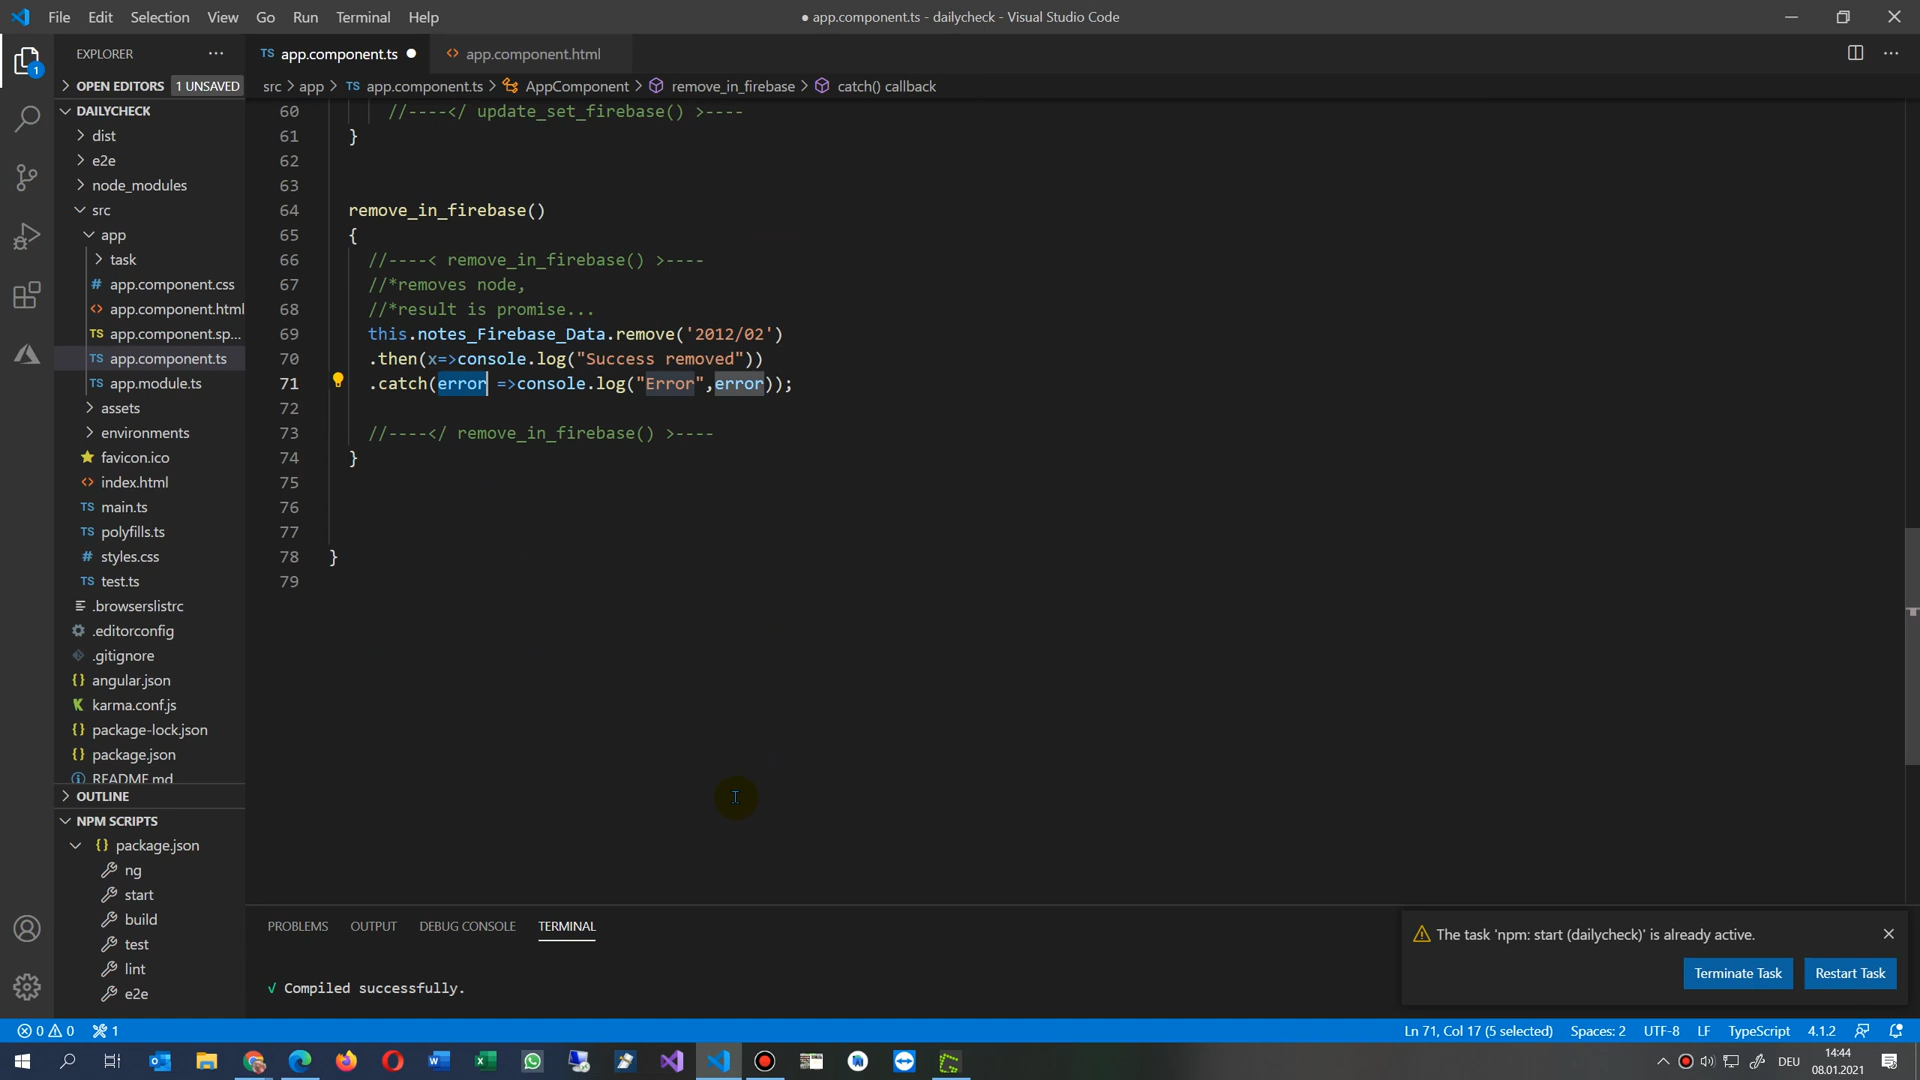 File Edit Selection View Go Run Terminal Help
● app.component.ts - dailycheck - Visual Studio Code
EXPLORER ···
TS app.component.ts ●
<> app.component.html
OPEN EDITORS 1 UNSAVED
src > app > TS app.component.ts > AppComponent > remove_in_firebase > catch() callback
DAILYCHECK
dist
e2e
node_modules
src
app
task
# app.component.css
<> app.component.html
TS app.component.sp...
TS app.component.ts
TS app.module.ts
assets
environments
favicon.ico
<> index.html
TS main.ts
TS polyfills.ts
# styles.css
TS test.ts
.browserslistrc
.editorconfig
.gitignore
{} angular.json
karma.conf.js
{} package-lock.json
{} package.json
README.md
OUTLINE
NPM SCRIPTS
{} package.json
ng
start
build
test
lint
e2e
60 //----</ update_set_firebase() >----
61 }
62
63
64 remove_in_firebase()
65 {
66 //----< remove_in_firebase() >----
67 //*removes node,
68 //*result is promise...
69 this.notes_Firebase_Data.remove('2012/02')
70 .then(x=>console.log("Success removed"))
71 .catch(error =>console.log("Error",error));
72
73 //----</ remove_in_firebase() >----
74 }
75
76
77
78 }
79
PROBLEMS OUTPUT DEBUG CONSOLE TERMINAL
√ Compiled successfully.
The task 'npm: start (dailycheck)' is already active.
Terminate Task Restart Task
0 0 1
Ln 71, Col 17 (5 selected) Spaces: 2 UTF-8 LF TypeScript 4.1.2
DEU
14:44
08.01.2021